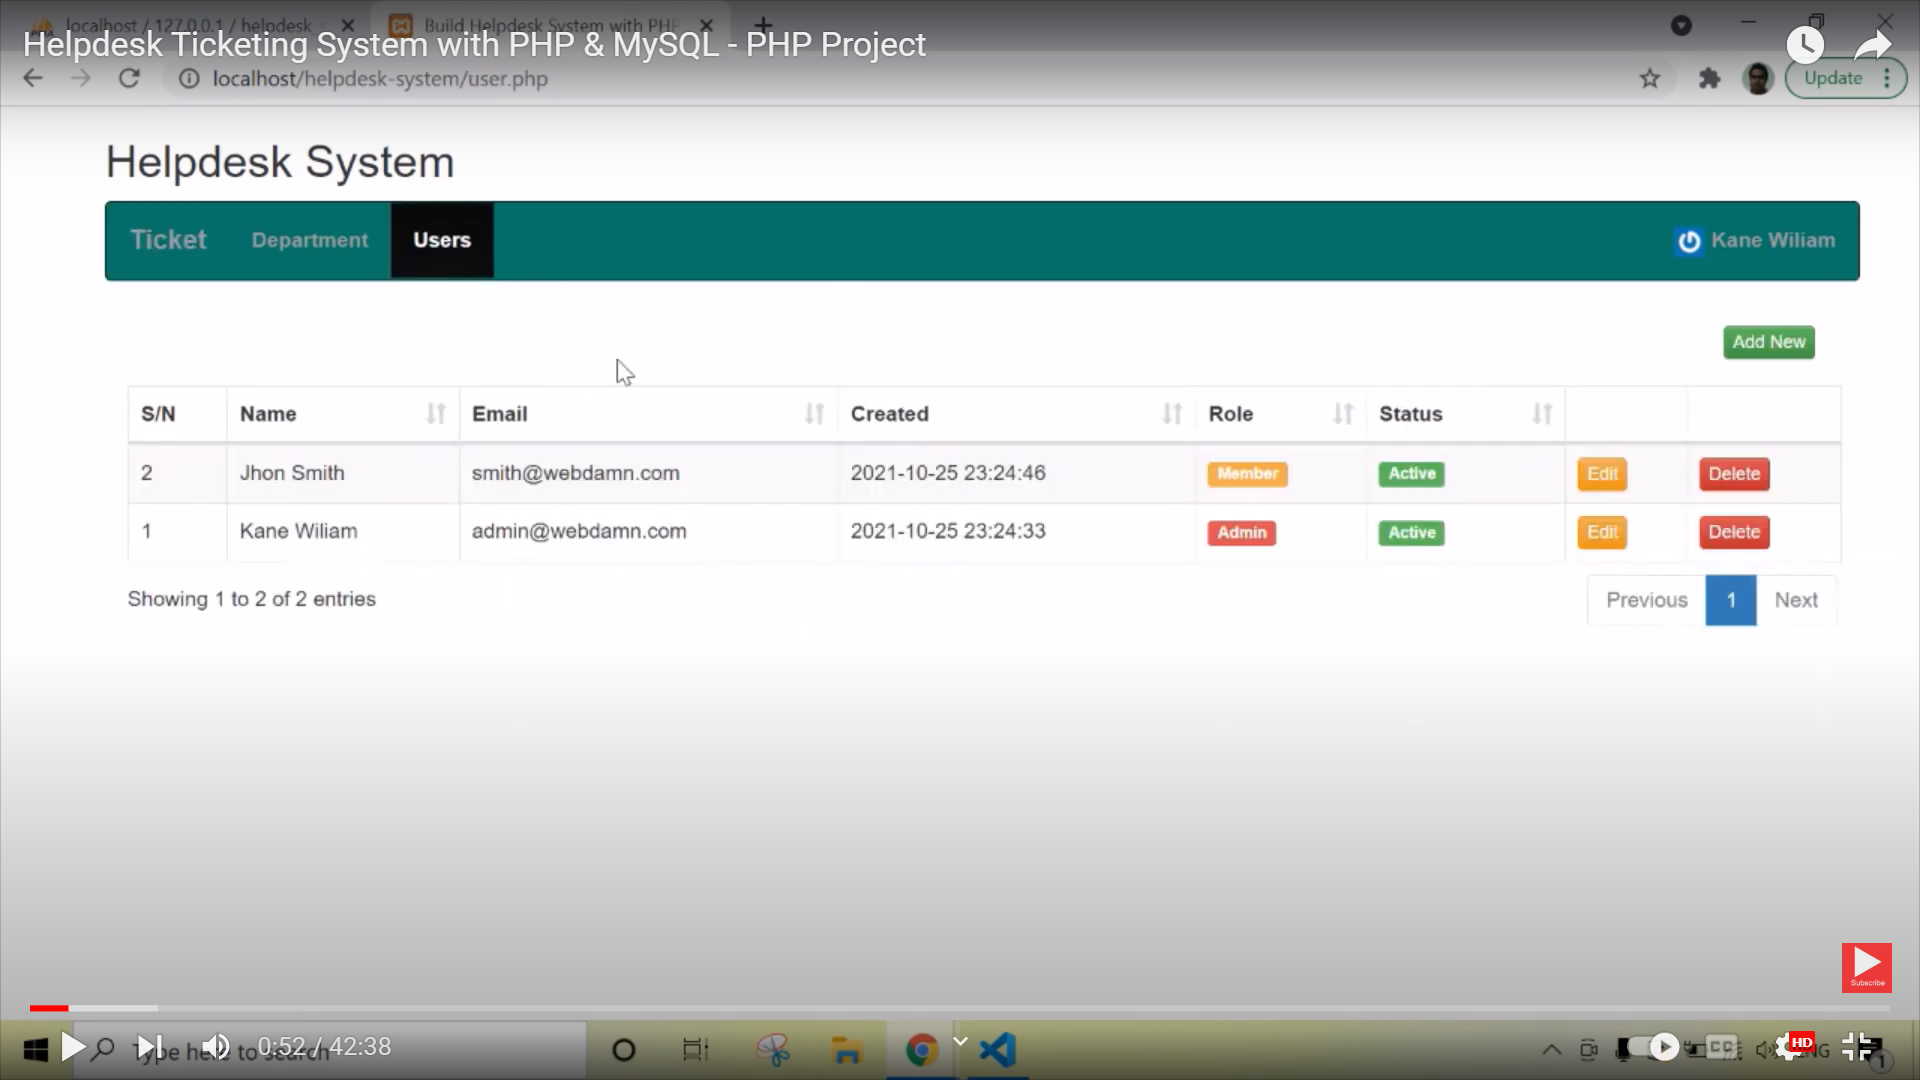 localhost / 127.0.0.1 / helpdesk
Build Helpdesk System with PHP
Helpdesk Ticketing System with PHP & MySQL - PHP Project
localhost/helpdesk-system/user.php
Update
Helpdesk System
Ticket Department Users Kane Wiliam
Add New
S/N Name Email Created Role Status
2 Jhon Smith smith@webdamn.com 2021-10-25 23:24:46 Member Active Edit Delete
1 Kane Wiliam admin@webdamn.com 2021-10-25 23:24:33 Admin Active Edit Delete
Showing 1 to 2 of 2 entries
Previous 1 Next
Subscribe
Type here to search
0:52 / 42:38
CC
HD
1